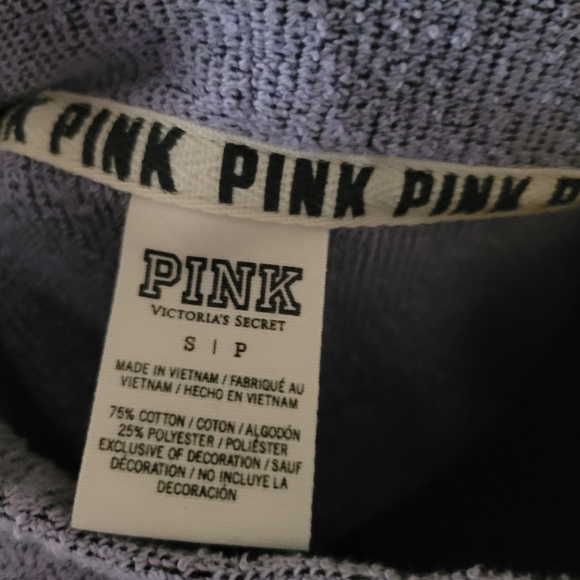 PINK PINK PINK
PINK
VICTORIA'S SECRET
S | P
MADE IN VIETNAM / FABRIQUÉ AU
VIETNAM / HECHO EN VIETNAM
75% COTTON / COTON / ALGODÓN
25% POLYESTER / POLIÉSTER
EXCLUSIVE OF DECORATION / SAUF
DÉCORATION / NO INCLUYE LA
DECORACIÓN